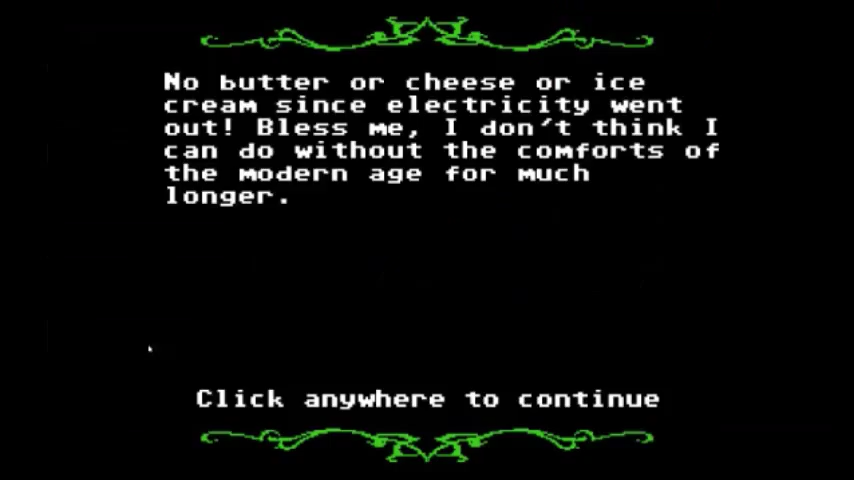 No butter or cheese or ice
cream since electricity went
out! Bless me, I don't think I
can do without the comforts of
the modern age for much
longer.
Click anywhere to continue